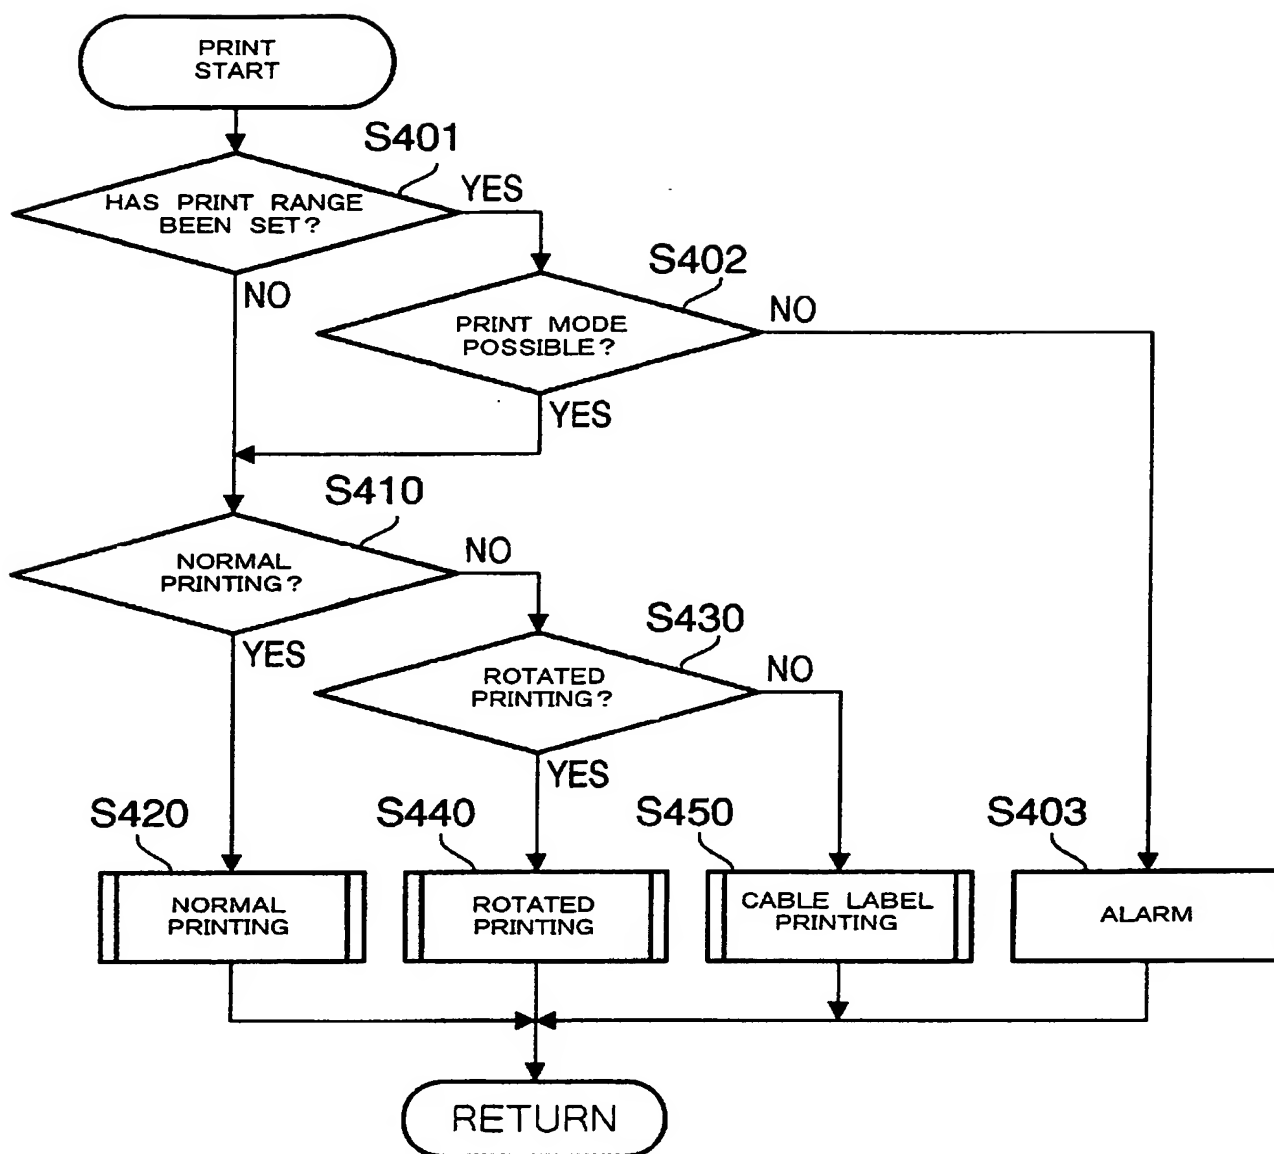 PRINT
START
S401
HAS PRINT RANGE
BEEN SET?
YES
NO
S402
PRINT MODE
POSSIBLE?
NO
YES
S410
NORMAL
PRINTING?
NO
YES
S430
ROTATED
PRINTING?
NO
YES
S420
NORMAL
PRINTING
S440
ROTATED
PRINTING
S450
CABLE LABEL
PRINTING
S403
ALARM
RETURN